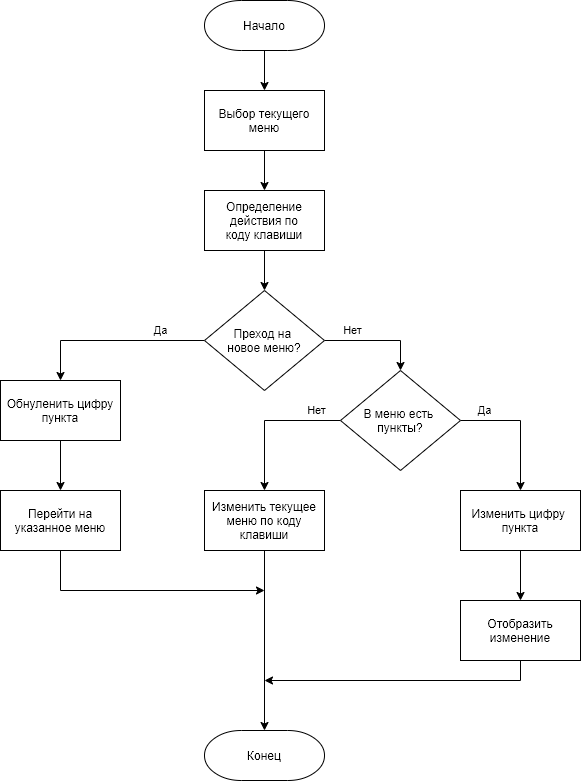 Начало
Выбор текущего
меню
Определение
действия по
коду клавиши
Преход на
новое меню?
Да
Нет
Обнуленить цифру
пункта
В меню есть
пункты?
Нет
Да
Перейти на
указанное меню
Изменить текущее
меню по коду
клавиши
Изменить цифру
пункта
Отобразить
изменение
Конец